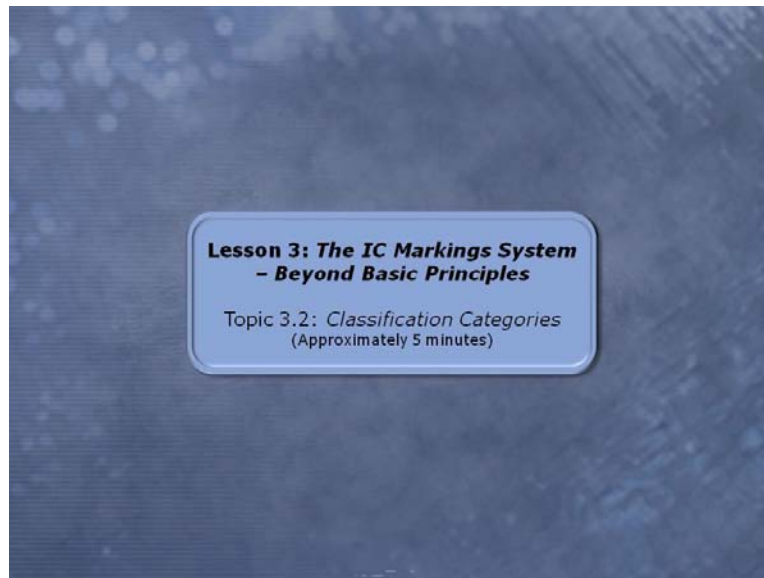 Lesson 3: The IC Markings System
– Beyond Basic Principles
Topic 3.2: Classification Categories
(Approximately 5 minutes)